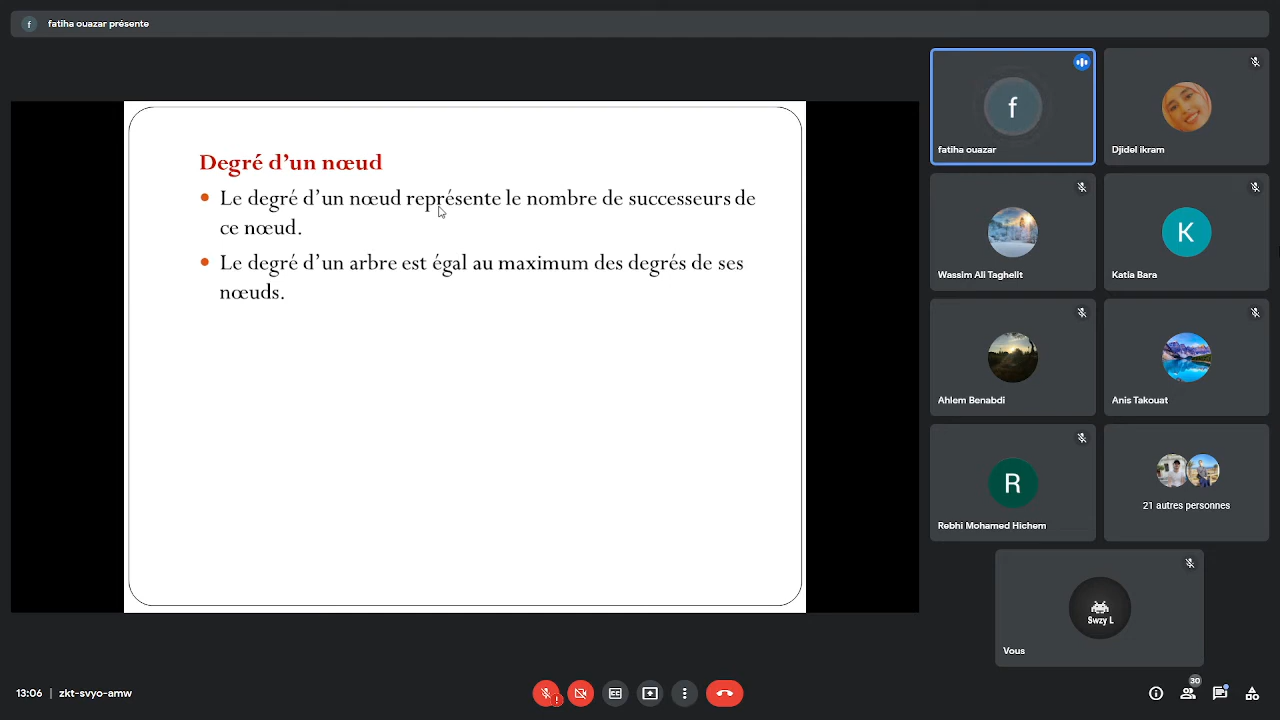 f fatiha ouazar présente
Degré d’un nœud
• Le degré d’un nœud représente le nombre de successeurs de
ce nœud.
• Le degré d’un arbre est égal au maximum des degrés de ses
nœuds.
f
fatiha ouazar
Djidel ikram
Wassim Ali Taghelit
K
Katia Bara
Ahlem Benabdi
Anis Takouat
R
Rebhi Mohamed Hichem
21 autres personnes
Swzy L
Vous
13:06 zkt-svyo-amw
30